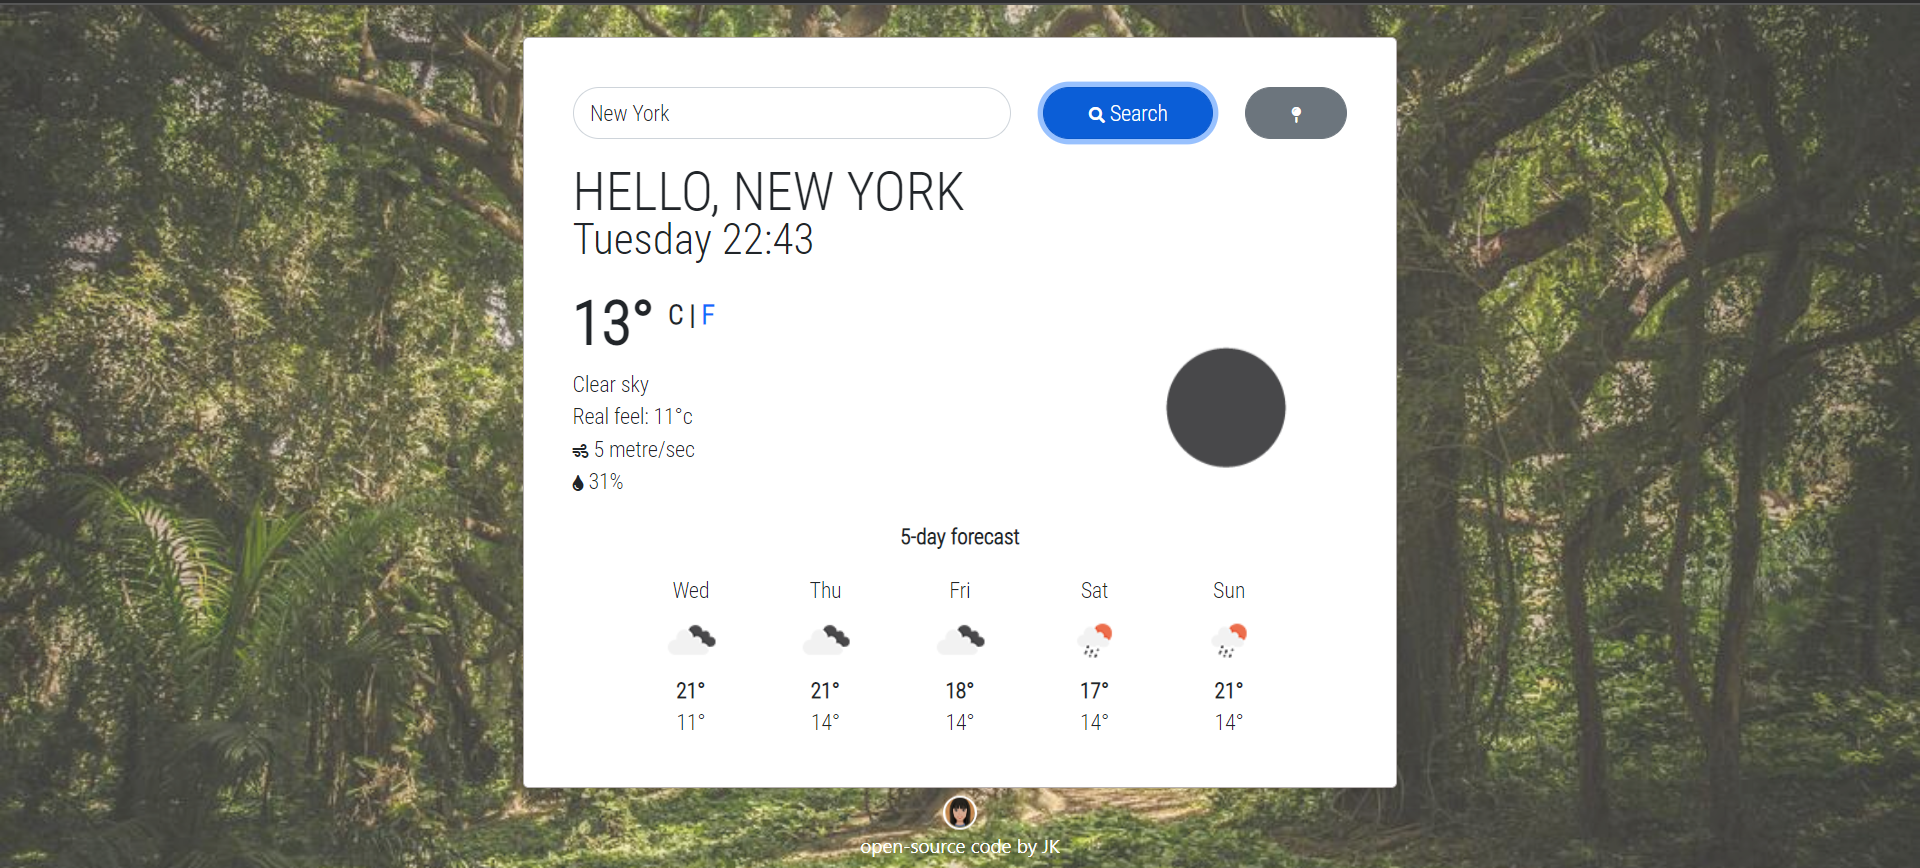 New York
Search
HELLO, NEW YORK
Tuesday 22:43
13° C | F
Clear sky
Real feel: 11°c
5 metre/sec
31%
5-day forecast
Wed Thu Fri Sat Sun
21° 21° 18° 17° 21°
11° 14° 14° 14° 14°
open-source code by JK